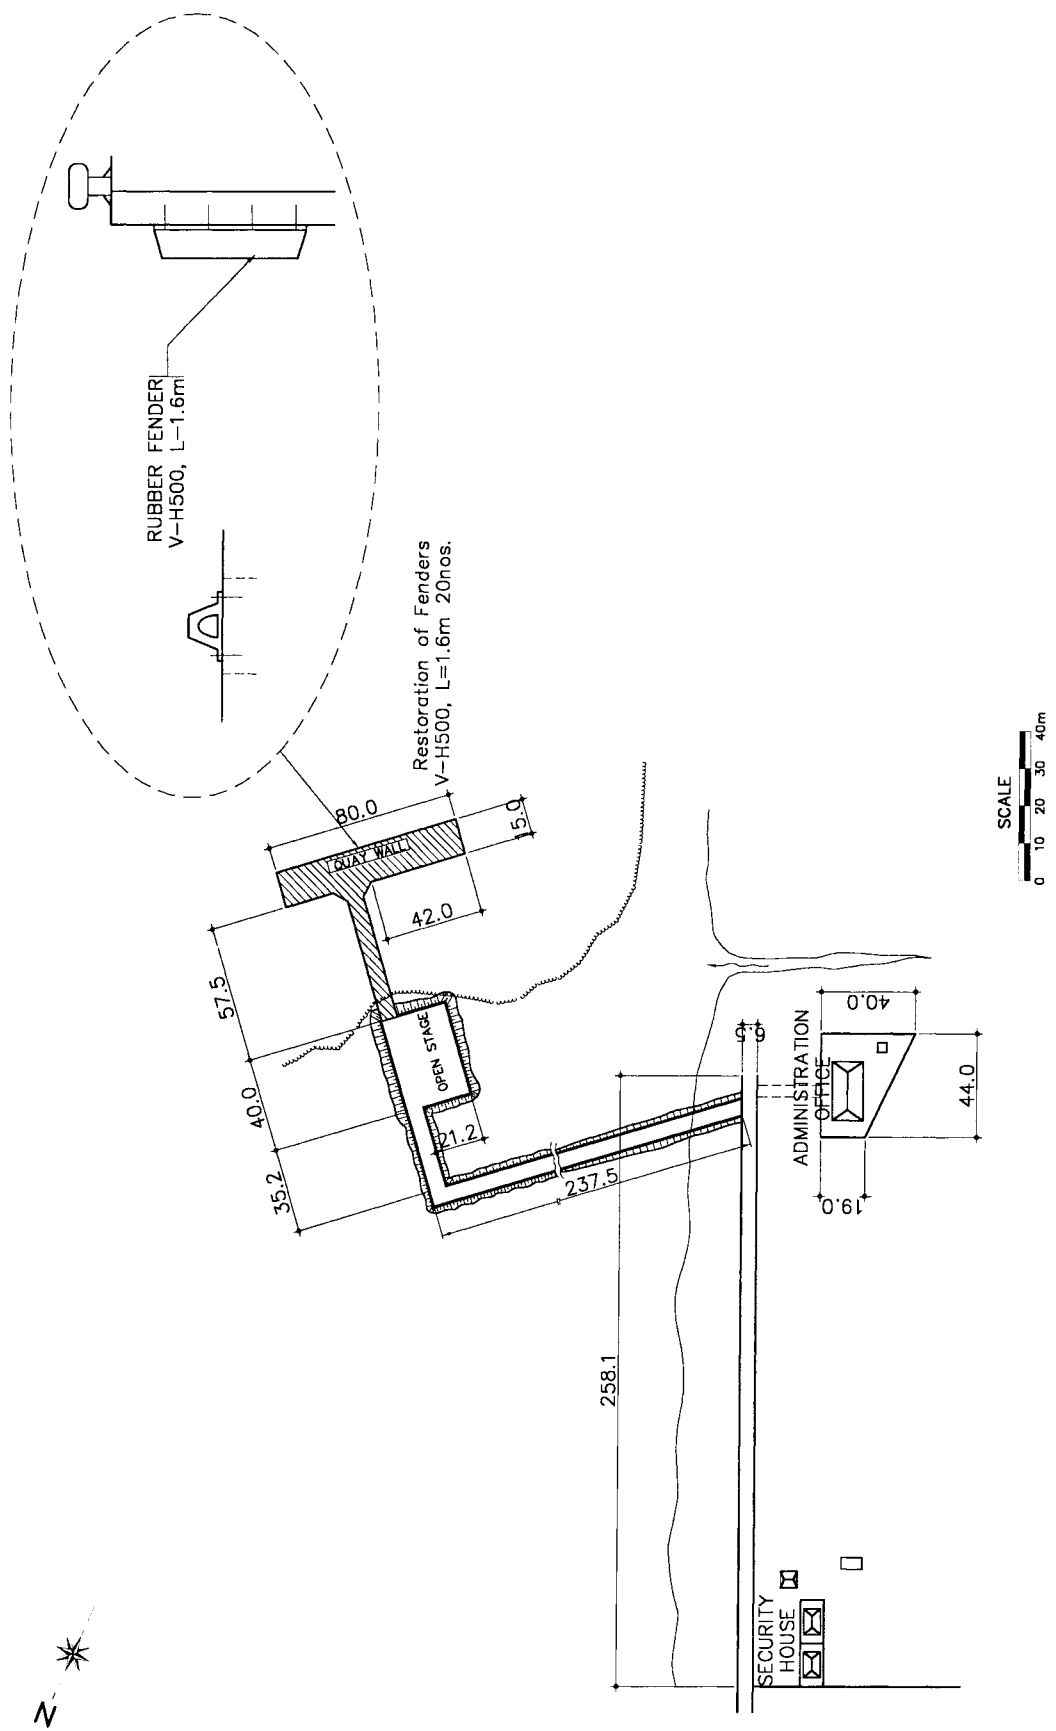 RUBBER FENDER
V-H500, L-1.6m
Restoration of Fenders
V-H500, L=1.6m 20nos.
80.0
15.0
QUAY WALL
42.0
57.5
40.0
35.2
OPEN STAGE
21.2
237.5
258.1
6.5
ADMINISTRATION
OFFICE
40.0
44.0
19.0
SECURITY
HOUSE
SCALE
0 10 20 30 40m
N